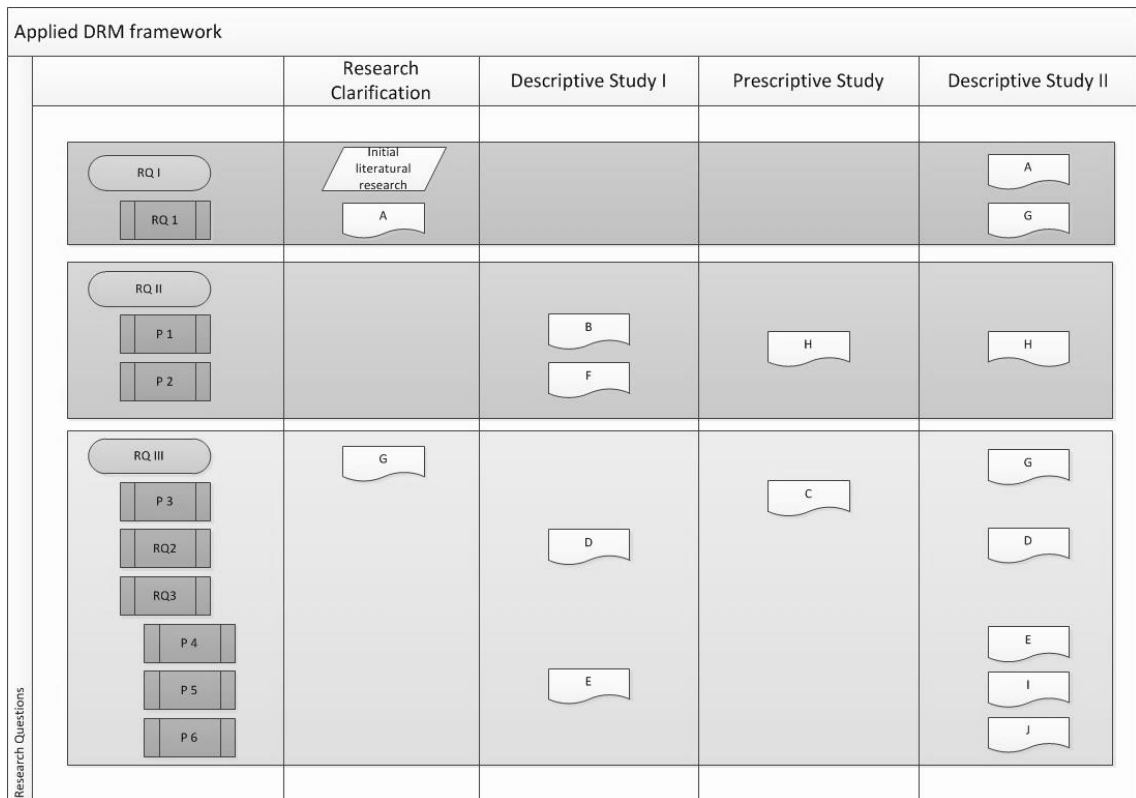 Applied DRM framework
Research
Clarification
Descriptive Study I
Prescriptive Study
Descriptive Study II
RQ I
Initial
literatural
research
A
RQ 1
A
G
RQ II
P 1
B
H
H
P 2
F
RQ III
G
G
P 3
C
RQ2
D
D
RQ3
P 4
E
P 5
E
I
P 6
J
Research Questions